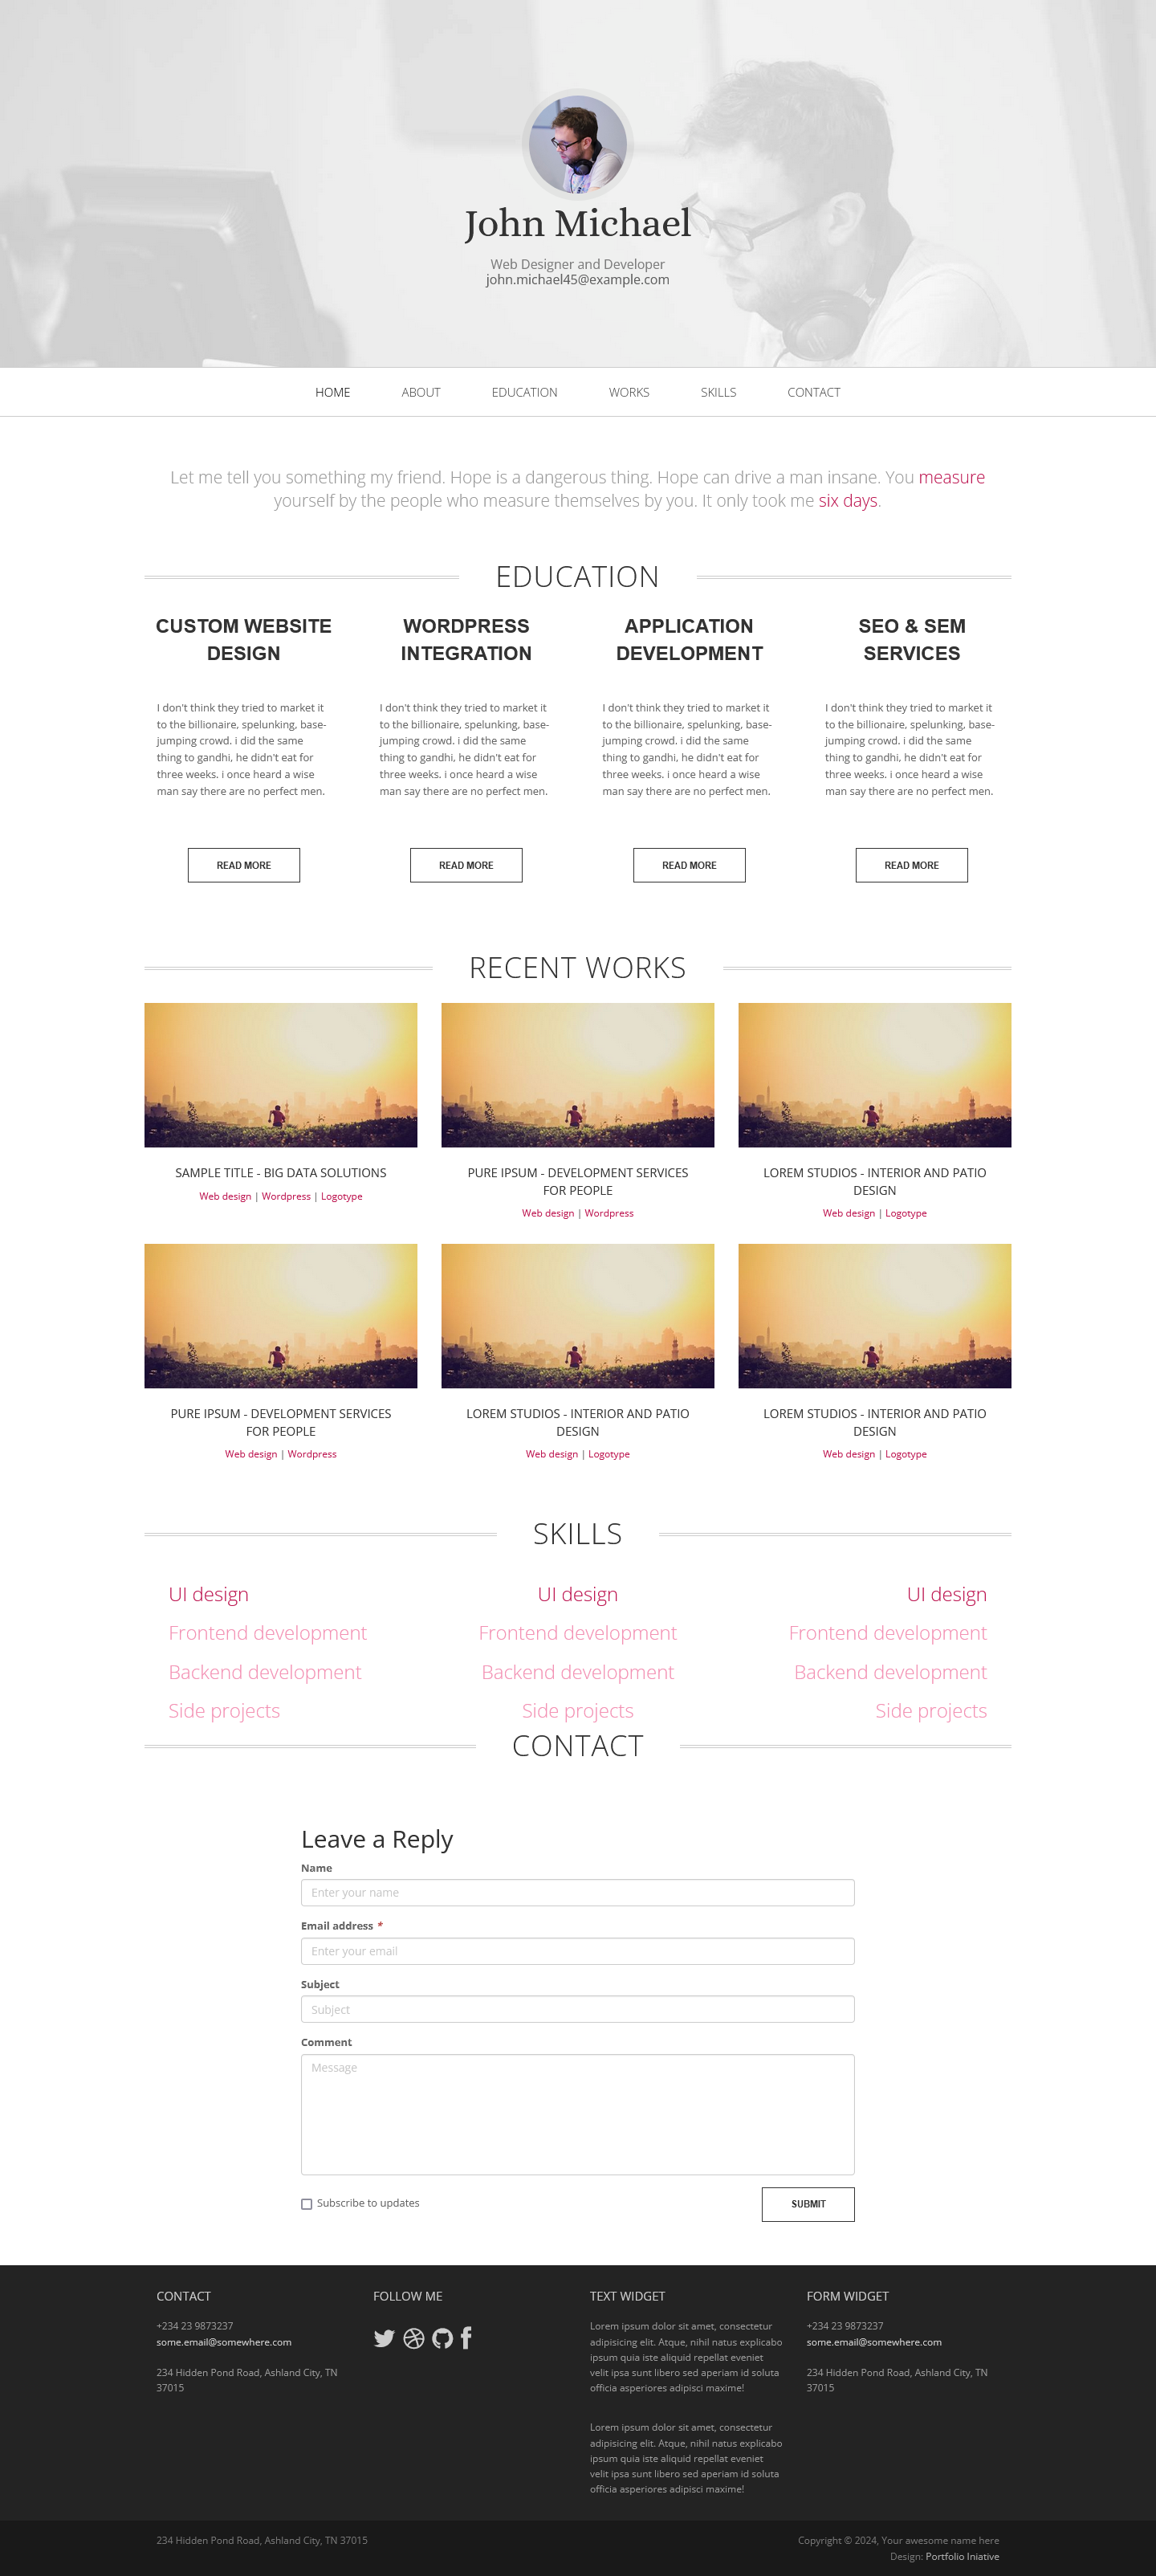 John Michael
Web Designer and Developer
john.michael45@example.com
HOME ABOUT EDUCATION WORKS SKILLS CONTACT
Let me tell you something my friend. Hope is a dangerous thing. Hope can drive a man insane. You measure
yourself by the people who measure themselves by you. It only took me six days.
EDUCATION
CUSTOM WEBSITE
DESIGN
I don't think they tried to market it
to the billionaire, spelunking, base-
jumping crowd. i did the same
thing to gandhi, he didn't eat for
three weeks. i once heard a wise
man say there are no perfect men.
READ MORE
WORDPRESS
INTEGRATION
I don't think they tried to market it
to the billionaire, spelunking, base-
jumping crowd. i did the same
thing to gandhi, he didn't eat for
three weeks. i once heard a wise
man say there are no perfect men.
READ MORE
APPLICATION
DEVELOPMENT
I don't think they tried to market it
to the billionaire, spelunking, base-
jumping crowd. i did the same
thing to gandhi, he didn't eat for
three weeks. i once heard a wise
man say there are no perfect men.
READ MORE
SEO & SEM
SERVICES
I don't think they tried to market it
to the billionaire, spelunking, base-
jumping crowd. i did the same
thing to gandhi, he didn't eat for
three weeks. i once heard a wise
man say there are no perfect men.
READ MORE
RECENT WORKS
SAMPLE TITLE - BIG DATA SOLUTIONS
Web design | Wordpress | Logotype
PURE IPSUM - DEVELOPMENT SERVICES
FOR PEOPLE
Web design | Wordpress
LOREM STUDIOS - INTERIOR AND PATIO
DESIGN
Web design | Logotype
PURE IPSUM - DEVELOPMENT SERVICES
FOR PEOPLE
Web design | Wordpress
LOREM STUDIOS - INTERIOR AND PATIO
DESIGN
Web design | Logotype
LOREM STUDIOS - INTERIOR AND PATIO
DESIGN
Web design | Logotype
SKILLS
UI design
Frontend development
Backend development
Side projects
UI design
Frontend development
Backend development
Side projects
UI design
Frontend development
Backend development
Side projects
CONTACT
Leave a Reply
Name
Enter your name
Email address *
Enter your email
Subject
Subject
Comment
Message
Subscribe to updates
SUBMIT
CONTACT
+234 23 9873237
some.email@somewhere.com
234 Hidden Pond Road, Ashland City, TN
37015
FOLLOW ME
TEXT WIDGET
Lorem ipsum dolor sit amet, consectetur
adipisicing elit. Atque, nihil natus explicabo
ipsum quia iste aliquid repellat eveniet
velit ipsa sunt libero sed aperiam id soluta
officia asperiores adipisci maxime!
Lorem ipsum dolor sit amet, consectetur
adipisicing elit. Atque, nihil natus explicabo
ipsum quia iste aliquid repellat eveniet
velit ipsa sunt libero sed aperiam id soluta
officia asperiores adipisci maxime!
FORM WIDGET
+234 23 9873237
some.email@somewhere.com
234 Hidden Pond Road, Ashland City, TN
37015
234 Hidden Pond Road, Ashland City, TN 37015
Copyright © 2024, Your awesome name here
Design: Portfolio Iniative